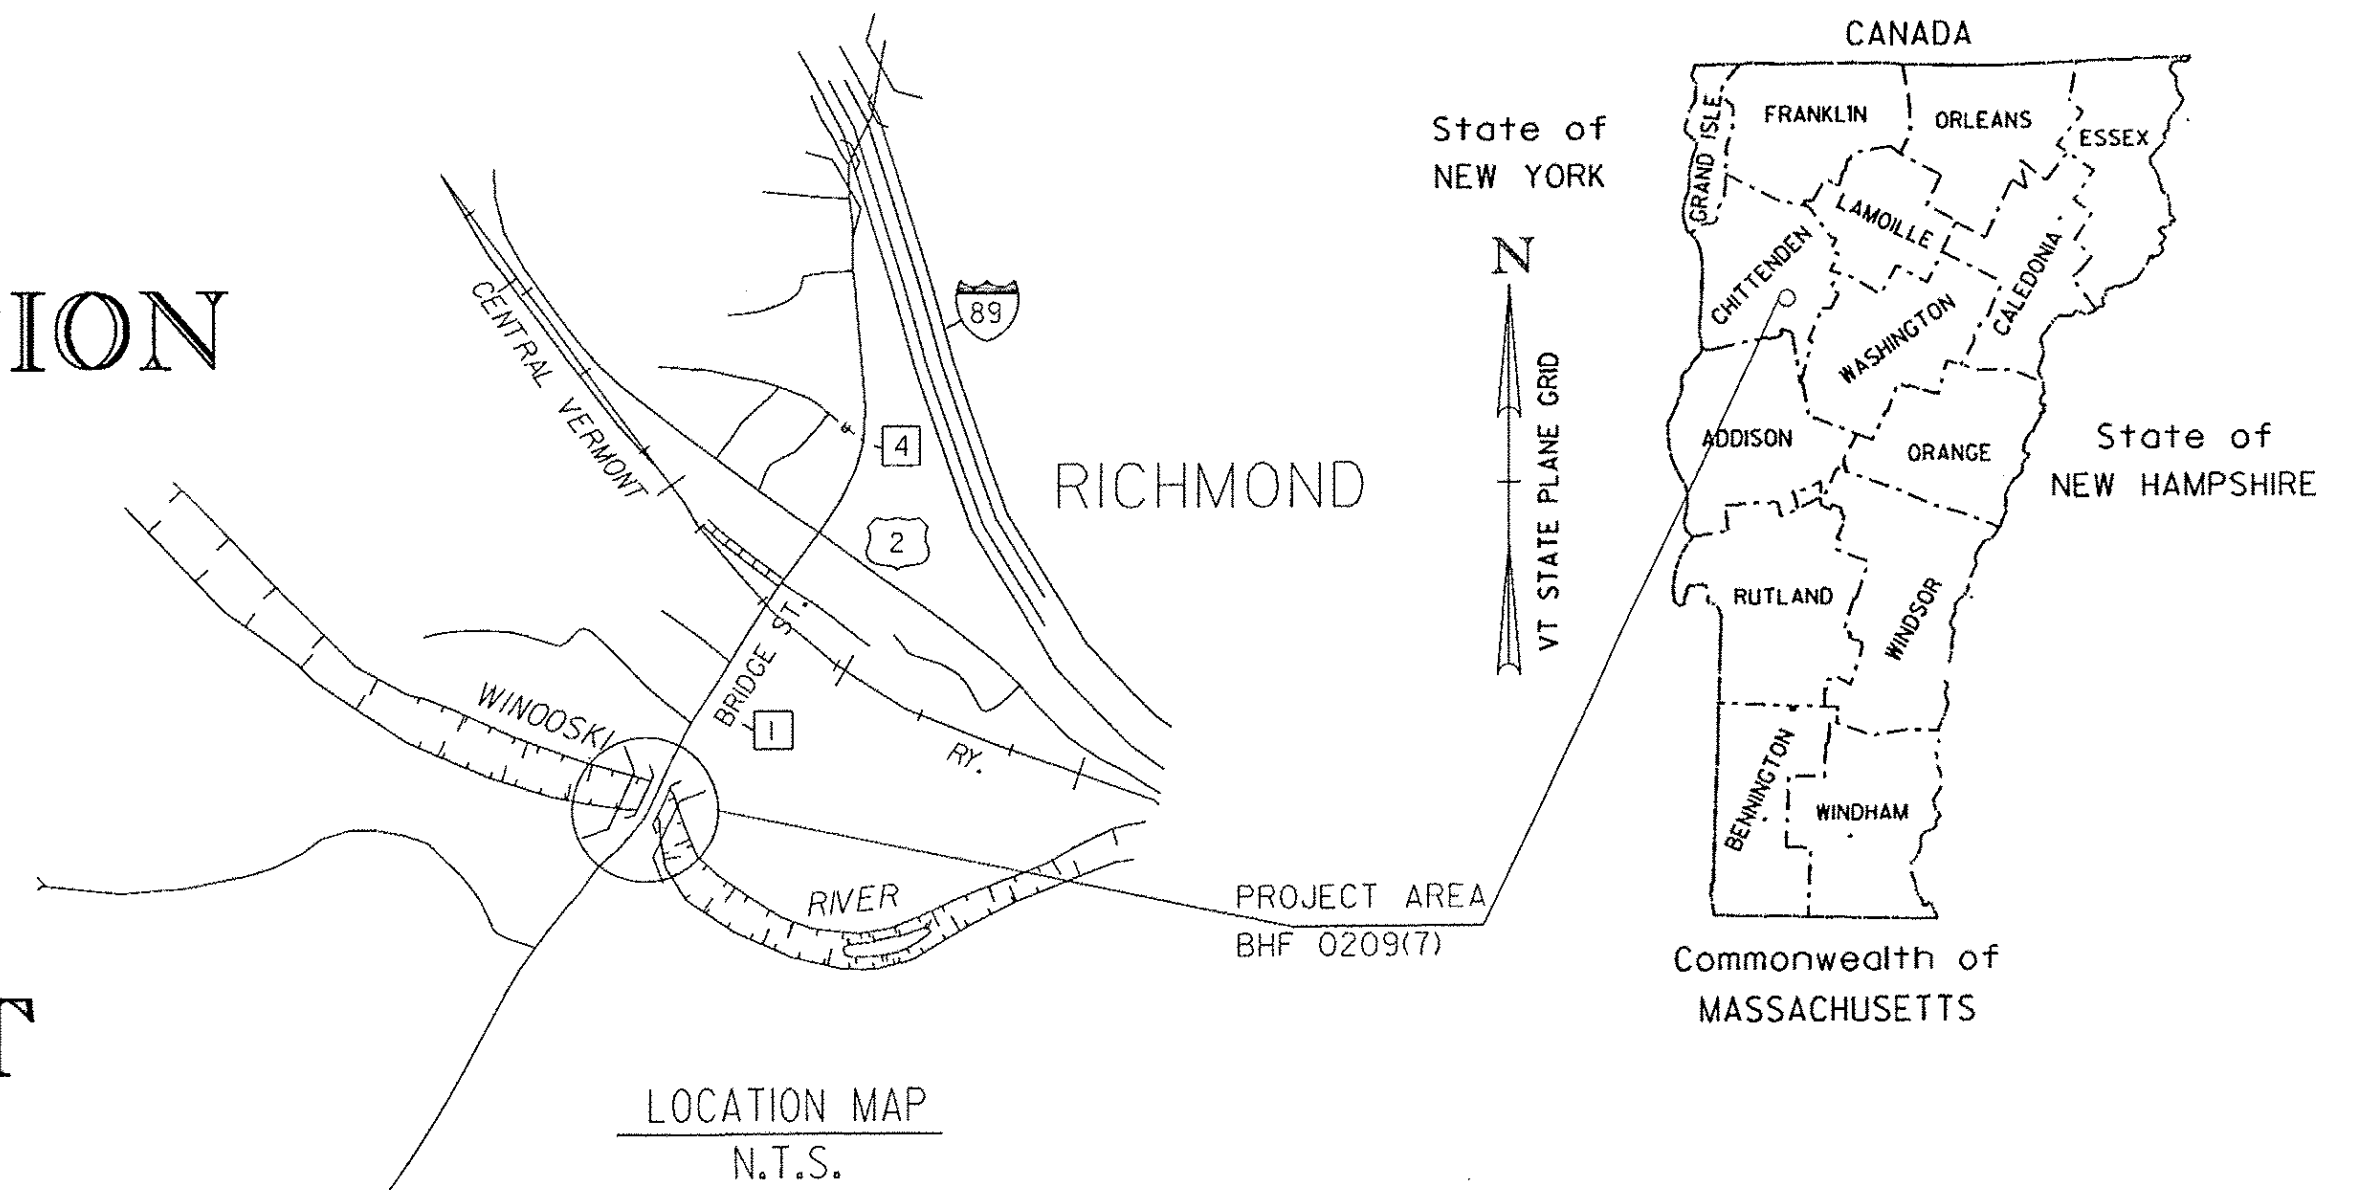 ION
T
CENTRAL VERMONT
RY.
89
4
2
1
RICHMOND
BRIDGE ST.
WINOOSKI
RIVER
PROJECT AREA
BHF 0209(7)
LOCATION MAP
N.T.S.
N
VT STATE PLANE GRID
CANADA
State of
NEW YORK
GRAND ISLE
FRANKLIN
ORLEANS
ESSEX
LAMOILLE
CHITTENDEN
CALEDONIA
WASHINGTON
ADDISON
ORANGE
State of
NEW HAMPSHIRE
RUTLAND
WINDSOR
BENNINGTON
WINDHAM
Commonwealth of
MASSACHUSETTS